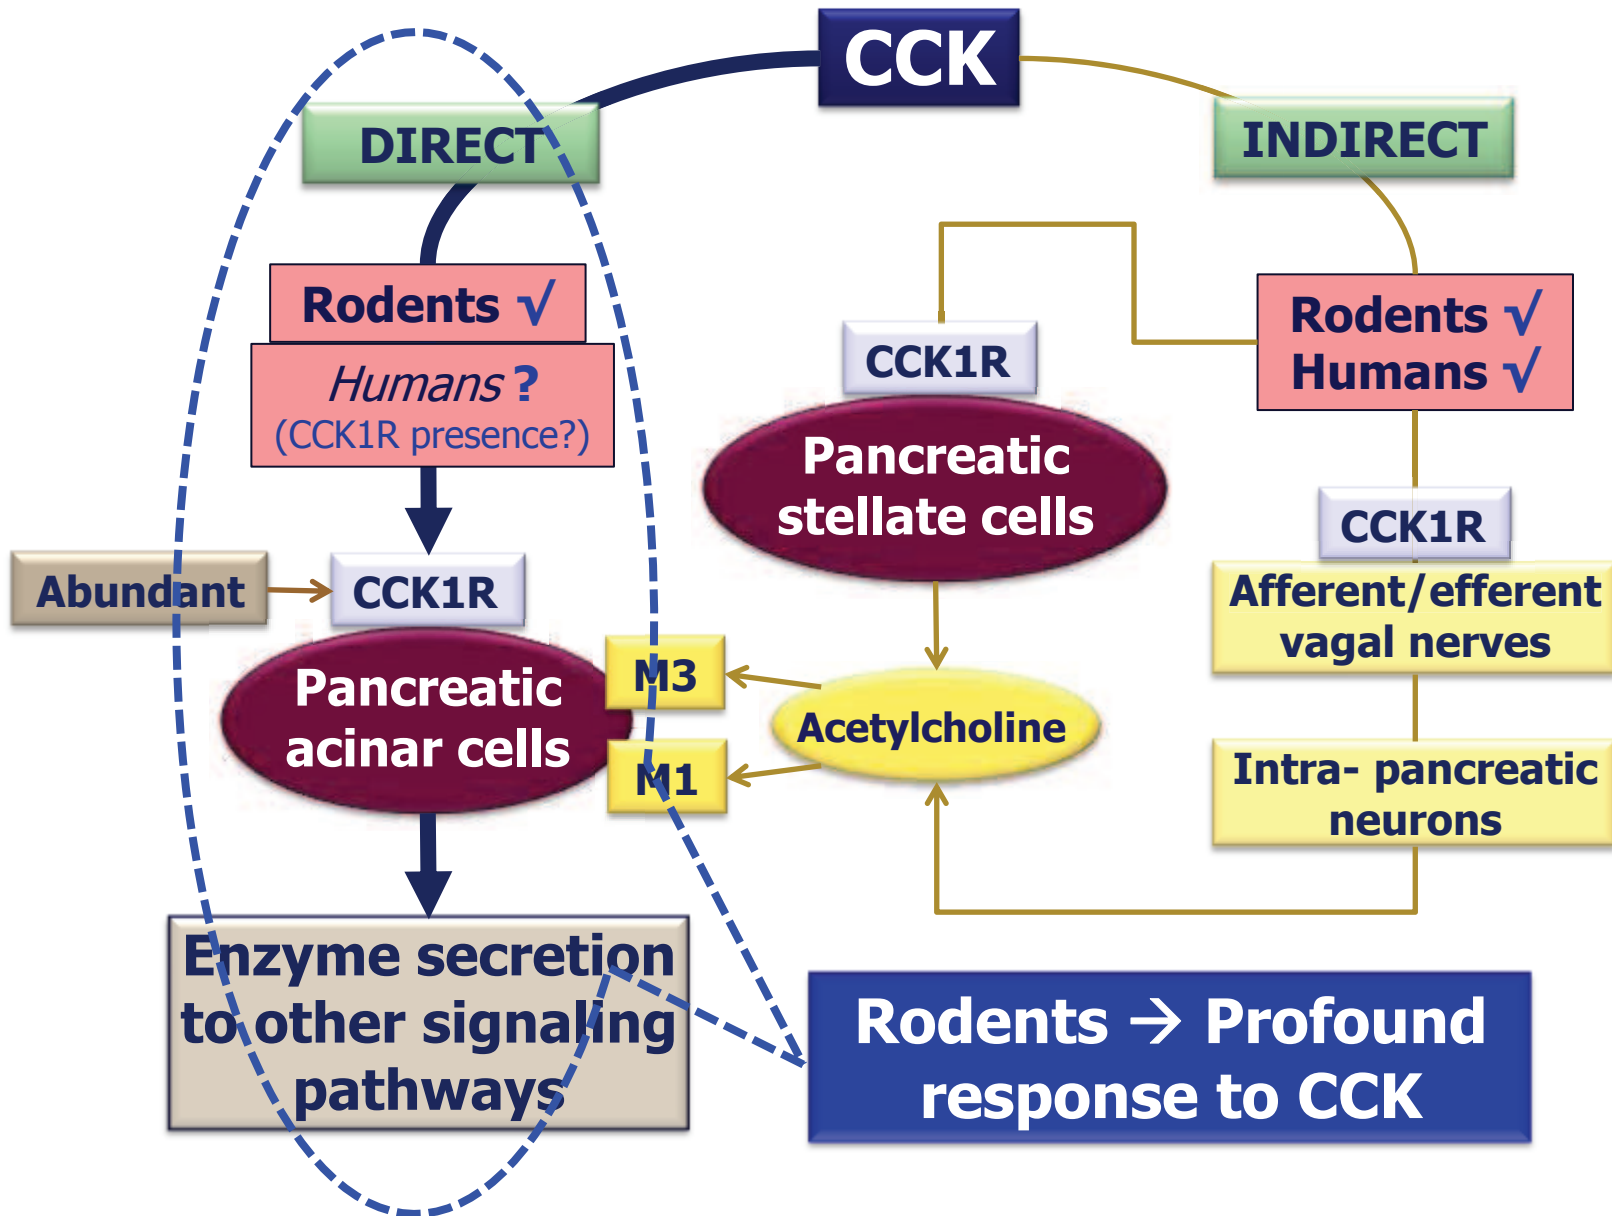 CCK
DIRECT
INDIRECT
Rodents √
Humans ?
(CCK1R presence?)
Rodents √
Humans √
CCK1R
Pancreatic
stellate cells
CCK1R
Afferent/efferent
vagal nerves
Abundant
CCK1R
Pancreatic
acinar cells
M3
M1
Acetylcholine
Intra- pancreatic
neurons
Enzyme secretion
to other signaling
pathways
Rodents → Profound
response to CCK